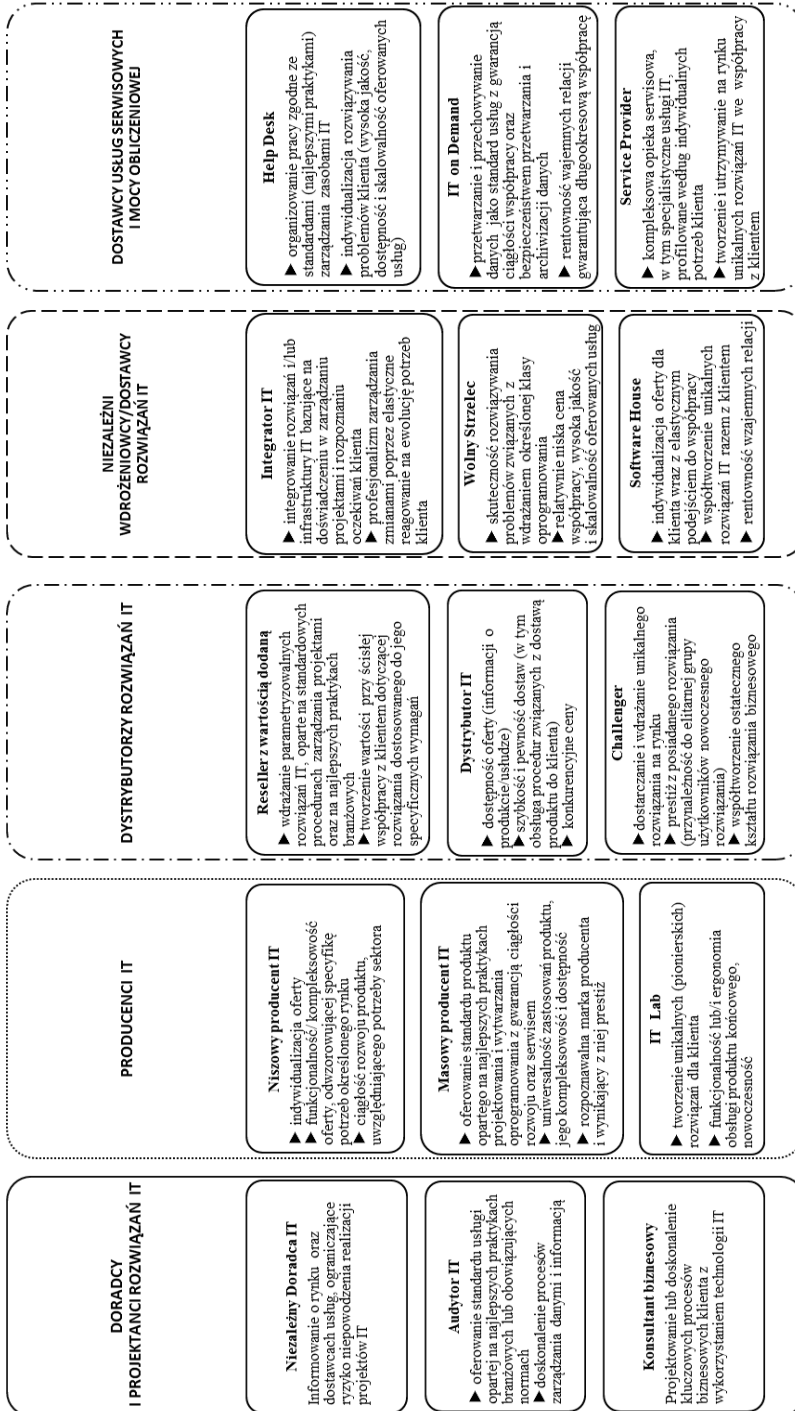 DORADCY
I PROJEKTANCI ROZWIĄZAŃ IT
Niezależny Doradca IT
Informowanie o rynku oraz
dostawcach usług, ograniczające
ryzyko niepowodzenia realizacji
projektów IT
Audytor IT
► oferowanie standardu usługi
opartej na najlepszych praktykach
branżowych lub obowiązujących
normach
►doskonalenie procesów
zarządzania danymi i informacją
Konsultant biznesowy
Projektowanie lub doskonalenie
kluczowych procesów
biznesowych klienta z
wykorzystaniem technologii IT
PRODUCENCI IT
Niszowy producent IT
► indywidualizacja oferty
► funkcjonalność/ kompleksowość
oferty, odwzorowującej specyfikę
potrzeb określonego rynku
► ciągłość rozwoju produktu,
uwzględniającego potrzeby sektora
Masowy producent IT
► oferowanie standardu produktu
opartego na najlepszych praktykach
projektowania i wytwarzania
oprogramowania z gwarancją ciągłości
rozwoju oraz serwisem
► uniwersalność zastosowań produktu,
jego kompleksowość i dostępność
► rozpoznawalna marka producenta
i wynikający z niej prestiż
IT Lab
► tworzenie unikalnych (pionierskich)
rozwiązań dla klienta
► funkcjonalność lub/i ergonomia
obsługi produktu końcowego,
nowoczesność
DYSTRYBUTORZY ROZWIĄZAŃ IT
Reseller z wartością dodaną
► wdrażanie parametryzowalnych
rozwiązań IT, oparte na standardowych
procedurach zarządzania projektami
oraz na najlepszych praktykach
branżowych
►tworzenie wartości przy ścisłej
współpracy z klientem dotyczącej
rozwiązania dostosowanego do jego
specyficznych wymagań
Dystrybutor IT
► dostępność oferty (informacji o
produkcie/usłudze)
► szybkość i pewność dostaw (w tym
obsługa procedur związanych z dostawą
produktu do klienta)
► konkurencyjne ceny
Challenger
►dostarczanie i wdrażanie unikalnego
rozwiązania na rynku
► prestiż z posiadanego rozwiązania
(przynależność do elitarnej grupy
użytkowników nowoczesnego
rozwiązania)
► współtworzenie ostatecznego
kształtu rozwiązania biznesowego
NIEZALEŻNI
WDROŻENIOWCY/DOSTAWCY
ROZWIĄZAŃ IT
Integrator IT
► integrowanie rozwiązań i/lub
infrastruktury IT bazujące na
doświadczeniu w zarządzaniu
projektami i rozpoznaniu
oczekiwań klienta
► profesjonalizm zarządzania
zmianami poprzez elastyczne
reagowanie na ewolucję potrzeb
klienta
Wolny Strzelec
► skuteczność rozwiązywania
problemów związanych z
wdrażaniem określonej klasy
oprogramowania
►relatywnie niska cena
współpracy, wysoka jakość
i skalowalność oferowanych usług
Software House
► indywidualizacja oferty dla
klienta wraz z elastycznym
podejściem do współpracy
► współtworzenie unikalnych
rozwiązań IT razem z klientem
► rentowność wzajemnych relacji
DOSTAWCY USŁUG SERWISOWYCH
I MOCY OBLICZENIOWEJ
Help Desk
► organizowanie pracy zgodne ze
standardami (najlepszymi praktykami)
zarządzania zasobami IT
► indywidualizacja rozwiązywania
problemów klienta (wysoka jakość,
dostępność i skalowalność oferowanych
usług)
IT on Demand
►przetwarzanie i przechowywanie
danych jako standard usług z gwarancją
ciągłości współpracy oraz
bezpieczeństwem przetwarzania i
archiwizacji danych
► rentowność wajemnych relacji
gwarantująca długookresową współpracę
Service Provider
► kompleksowa opieka serwisowa,
w tym specjalistyczne usługi IT,
profilowane według indywidualnych
potrzeb klienta
►tworzenie i utrzymywanie na rynku
unikalnych rozwiązań IT we współpracy
z klientem